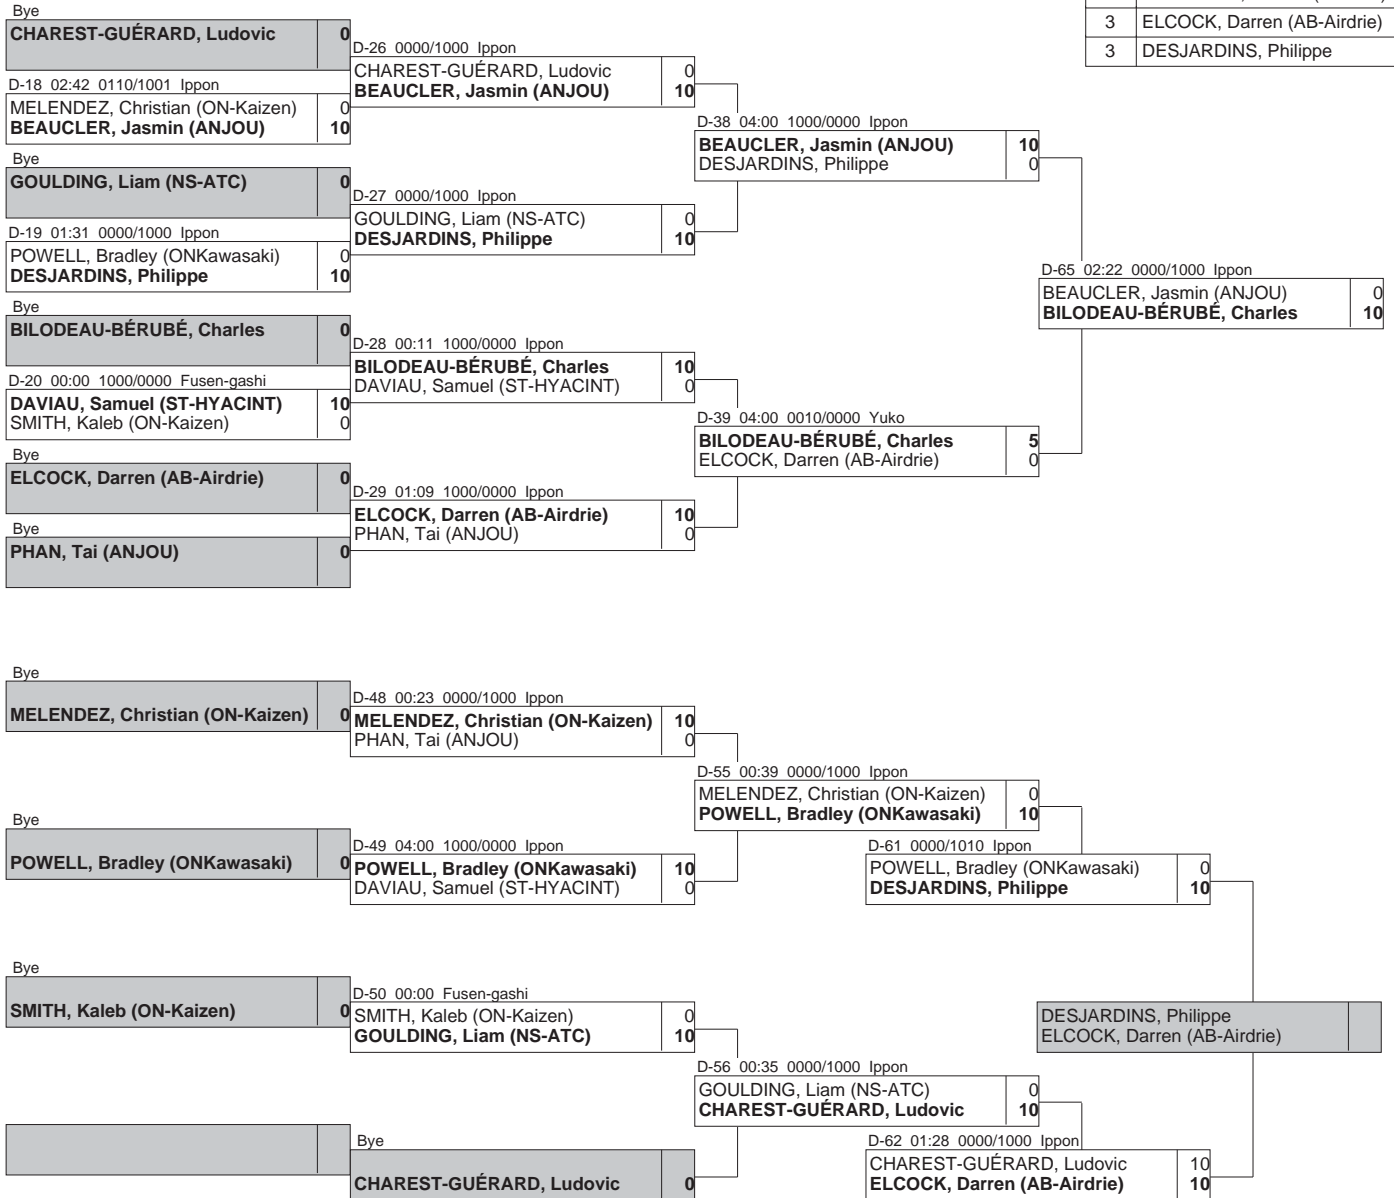 Bye
CHAREST-GUÉRARD, Ludovic 0
D-18 02:42 0110/1001 Ippon
MELENDEZ, Christian (ON-Kaizen) 0
BEAUCLER, Jasmin (ANJOU) 10
Bye
GOULDING, Liam (NS-ATC) 0
D-19 01:31 0000/1000 Ippon
POWELL, Bradley (ONKawasaki) 0
DESJARDINS, Philippe 10
Bye
BILODEAU-BÉRUBÉ, Charles 0
D-20 00:00 1000/0000 Fusen-gashi
DAVIAU, Samuel (ST-HYACINT) 10
SMITH, Kaleb (ON-Kaizen) 0
Bye
ELCOCK, Darren (AB-Airdrie) 0
Bye
PHAN, Tai (ANJOU) 0
D-26 0000/1000 Ippon
CHAREST-GUÉRARD, Ludovic 0
BEAUCLER, Jasmin (ANJOU) 10
D-27 0000/1000 Ippon
GOULDING, Liam (NS-ATC) 0
DESJARDINS, Philippe 10
D-28 00:11 1000/0000 Ippon
BILODEAU-BÉRUBÉ, Charles 10
DAVIAU, Samuel (ST-HYACINT) 0
D-29 01:09 1000/0000 Ippon
ELCOCK, Darren (AB-Airdrie) 10
PHAN, Tai (ANJOU) 0
D-38 04:00 1000/0000 Ippon
BEAUCLER, Jasmin (ANJOU) 10
DESJARDINS, Philippe 0
D-39 04:00 0010/0000 Yuko
BILODEAU-BÉRUBÉ, Charles 5
ELCOCK, Darren (AB-Airdrie) 0
D-65 02:22 0000/1000 Ippon
BEAUCLER, Jasmin (ANJOU) 0
BILODEAU-BÉRUBÉ, Charles 10
3 ELCOCK, Darren (AB-Airdrie)
3 DESJARDINS, Philippe
Bye
MELENDEZ, Christian (ON-Kaizen) 0
Bye
POWELL, Bradley (ONKawasaki) 0
Bye
SMITH, Kaleb (ON-Kaizen) 0
D-48 00:23 0000/1000 Ippon
MELENDEZ, Christian (ON-Kaizen) 10
PHAN, Tai (ANJOU) 0
D-49 04:00 1000/0000 Ippon
POWELL, Bradley (ONKawasaki) 10
DAVIAU, Samuel (ST-HYACINT) 0
D-50 00:00 Fusen-gashi
SMITH, Kaleb (ON-Kaizen) 0
GOULDING, Liam (NS-ATC) 10
Bye
CHAREST-GUÉRARD, Ludovic 0
D-55 00:39 0000/1000 Ippon
MELENDEZ, Christian (ON-Kaizen) 0
POWELL, Bradley (ONKawasaki) 10
D-56 00:35 0000/1000 Ippon
GOULDING, Liam (NS-ATC) 0
CHAREST-GUÉRARD, Ludovic 10
D-61 0000/1010 Ippon
POWELL, Bradley (ONKawasaki) 0
DESJARDINS, Philippe 10
D-62 01:28 0000/1000 Ippon
CHAREST-GUÉRARD, Ludovic 10
ELCOCK, Darren (AB-Airdrie) 10
DESJARDINS, Philippe
ELCOCK, Darren (AB-Airdrie)